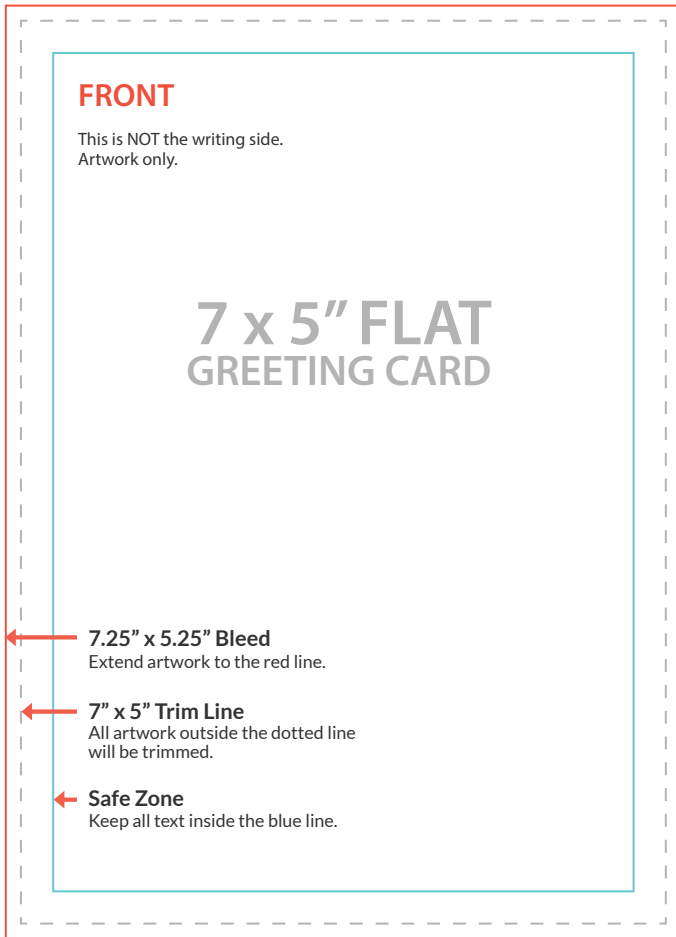 FRONT
This is NOT the writing side.
Artwork only.
7 x 5” FLAT
GREETING CARD
7.25” x 5.25” Bleed
Extend artwork to the red line.
7” x 5” Trim Line
All artwork outside the dotted line
will be trimmed.
Safe Zone
Keep all text inside the blue line.